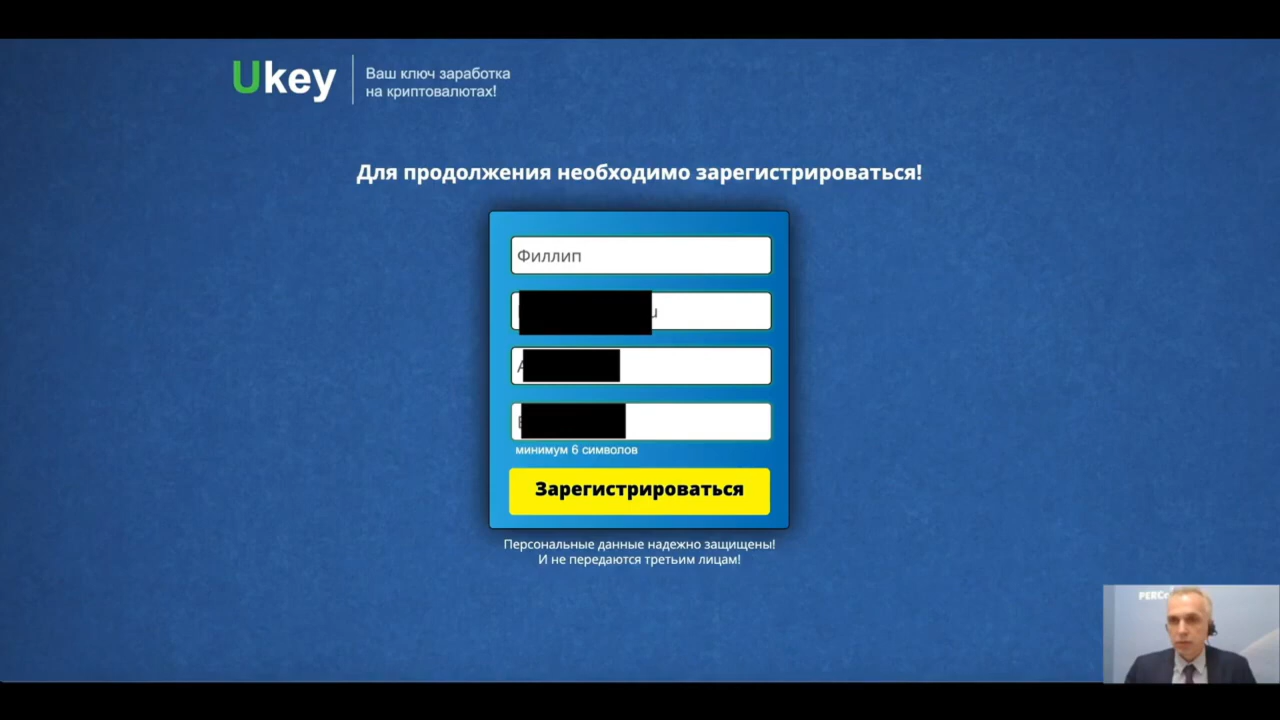 Ukey
Ваш ключ заработка
на криптовалютах!
Для продолжения необходимо зарегистрироваться!
Филлип
минимум 6 символов
Зарегистрироваться
Персональные данные надежно защищены!
И не передаются третьим лицам!